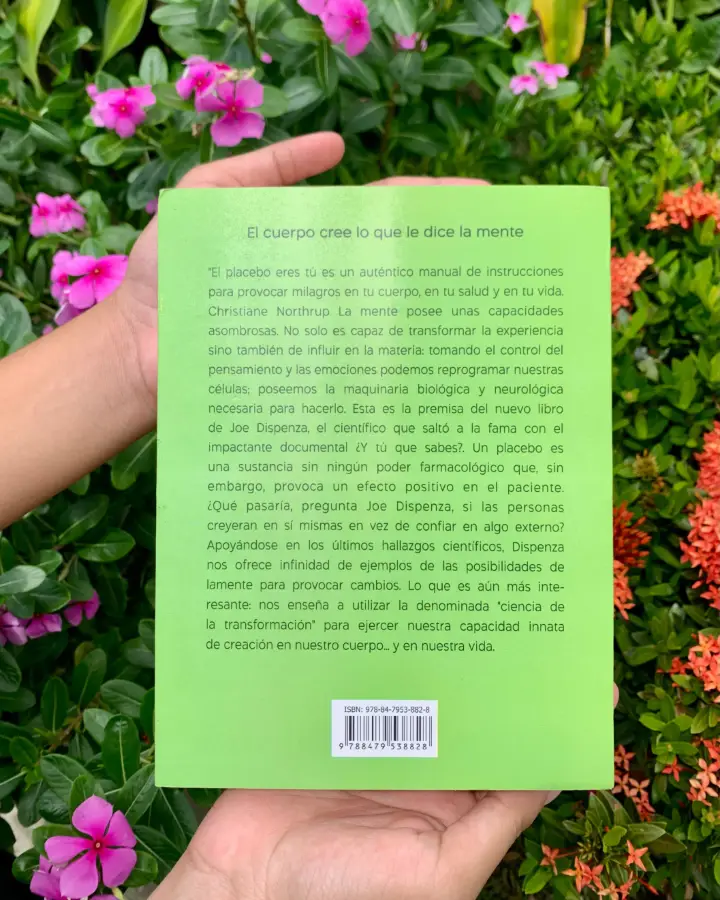 El cuerpo cree lo que le dice la mente
"El placebo eres tú es un auténtico manual de instrucciones
para provocar milagros en tu cuerpo, en tu salud y en tu vida.
Christiane Northrup La mente posee unas capacidades
asombrosas. No solo es capaz de transformar la experiencia
sino también de influir en la materia: tomando el control del
pensamiento y las emociones podemos reprogramar nuestras
células; poseemos la maquinaria biológica y neurológica
necesaria para hacerlo. Esta es la premisa del nuevo libro
de Joe Dispenza, el científico que saltó a la fama con el
impactante documental ¿Y tú que sabes?. Un placebo es
una sustancia sin ningún poder farmacológico que, sin
embargo, provoca un efecto positivo en el paciente.
¿Qué pasaría, pregunta Joe Dispenza, si las personas
creyeran en sí mismas en vez de confiar en algo externo?
Apoyándose en los últimos hallazgos científicos, Dispenza
nos ofrece infinidad de ejemplos de las posibilidades de
lamente para provocar cambios. Lo que es aún más inte-
resante: nos enseña a utilizar la denominada "ciencia de
la transformación" para ejercer nuestra capacidad innata
de creación en nuestro cuerpo... y en nuestra vida.
ISBN: 978-84-7953-882-8
9 788479 538828